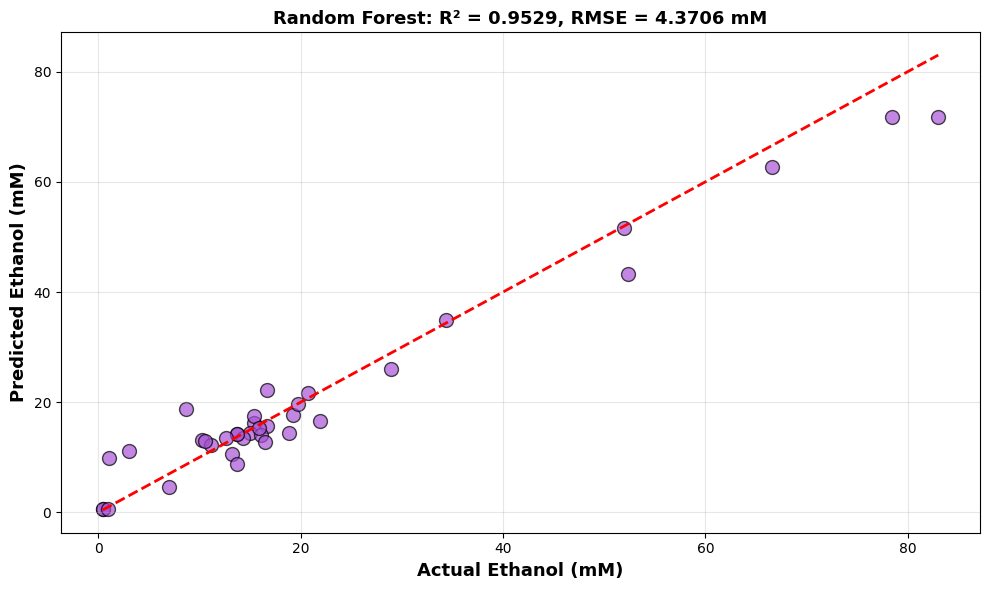 Random Forest: R² = 0.9529, RMSE = 4.3706 mM
Predicted Ethanol (mM)
80
60
40
20
0
0 20 40 60 80
Actual Ethanol (mM)